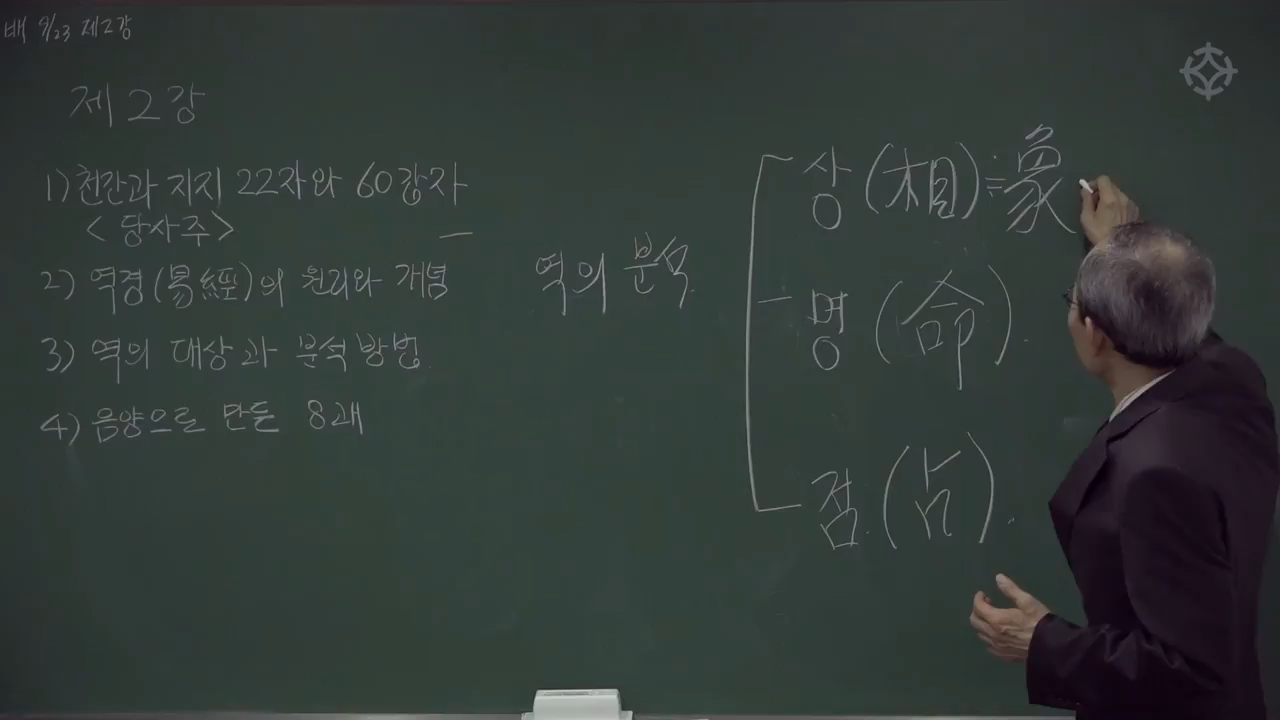 배 9/23 제2강
제 2 강
1) 천간과 지지 22자와 60갑자
< 당사주 >
2) 역경(易經)의 원리와 개념
3) 역의 대상과 분석방법.
4) 음양으로 만든 8괘
역의 분석.
상 (相) ≒ 象
명 (命).
점. (占).